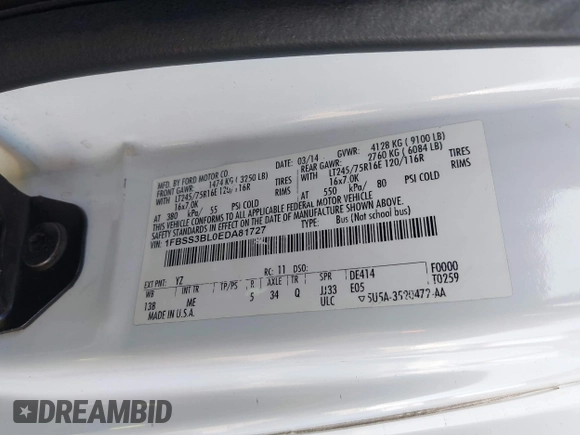 MFD. BY FORD MOTOR CO.
03/14 GVWR: 4128 KG ( 9100 LB)
FRONT GAWR: 1474 KG ( 3250 LB) REAR GAWR: 2760 KG ( 6084 LB)
WITH LT245/75R16E 120/116R TIRES WITH LT245/75R16E 120/116R TIRES
16x7.0K RIMS 16x7.0K RIMS
AT 380 kPa/ 55 PSI COLD AT 550 kPa/ 80 PSI COLD
THIS VEHICLE CONFORMS TO ALL APPLICABLE FEDERAL MOTOR VEHICLE
SAFETY STANDARDS IN EFFECT ON THE DATE OF MANUFACTURE SHOWN ABOVE.
VIN: 1FBSS3BL0EDA81727 TYPE: Bus (Not school bus)
EXT PNT: YZ RC: 11 DSO:
WB INT TR TP/PS R AXLE TR SPR DE414 F0000
138 ME 5 34 Q JJ33 E05 T0259
MADE IN U.S.A. ULC 5U5A-3520472-AA
DREAMBID